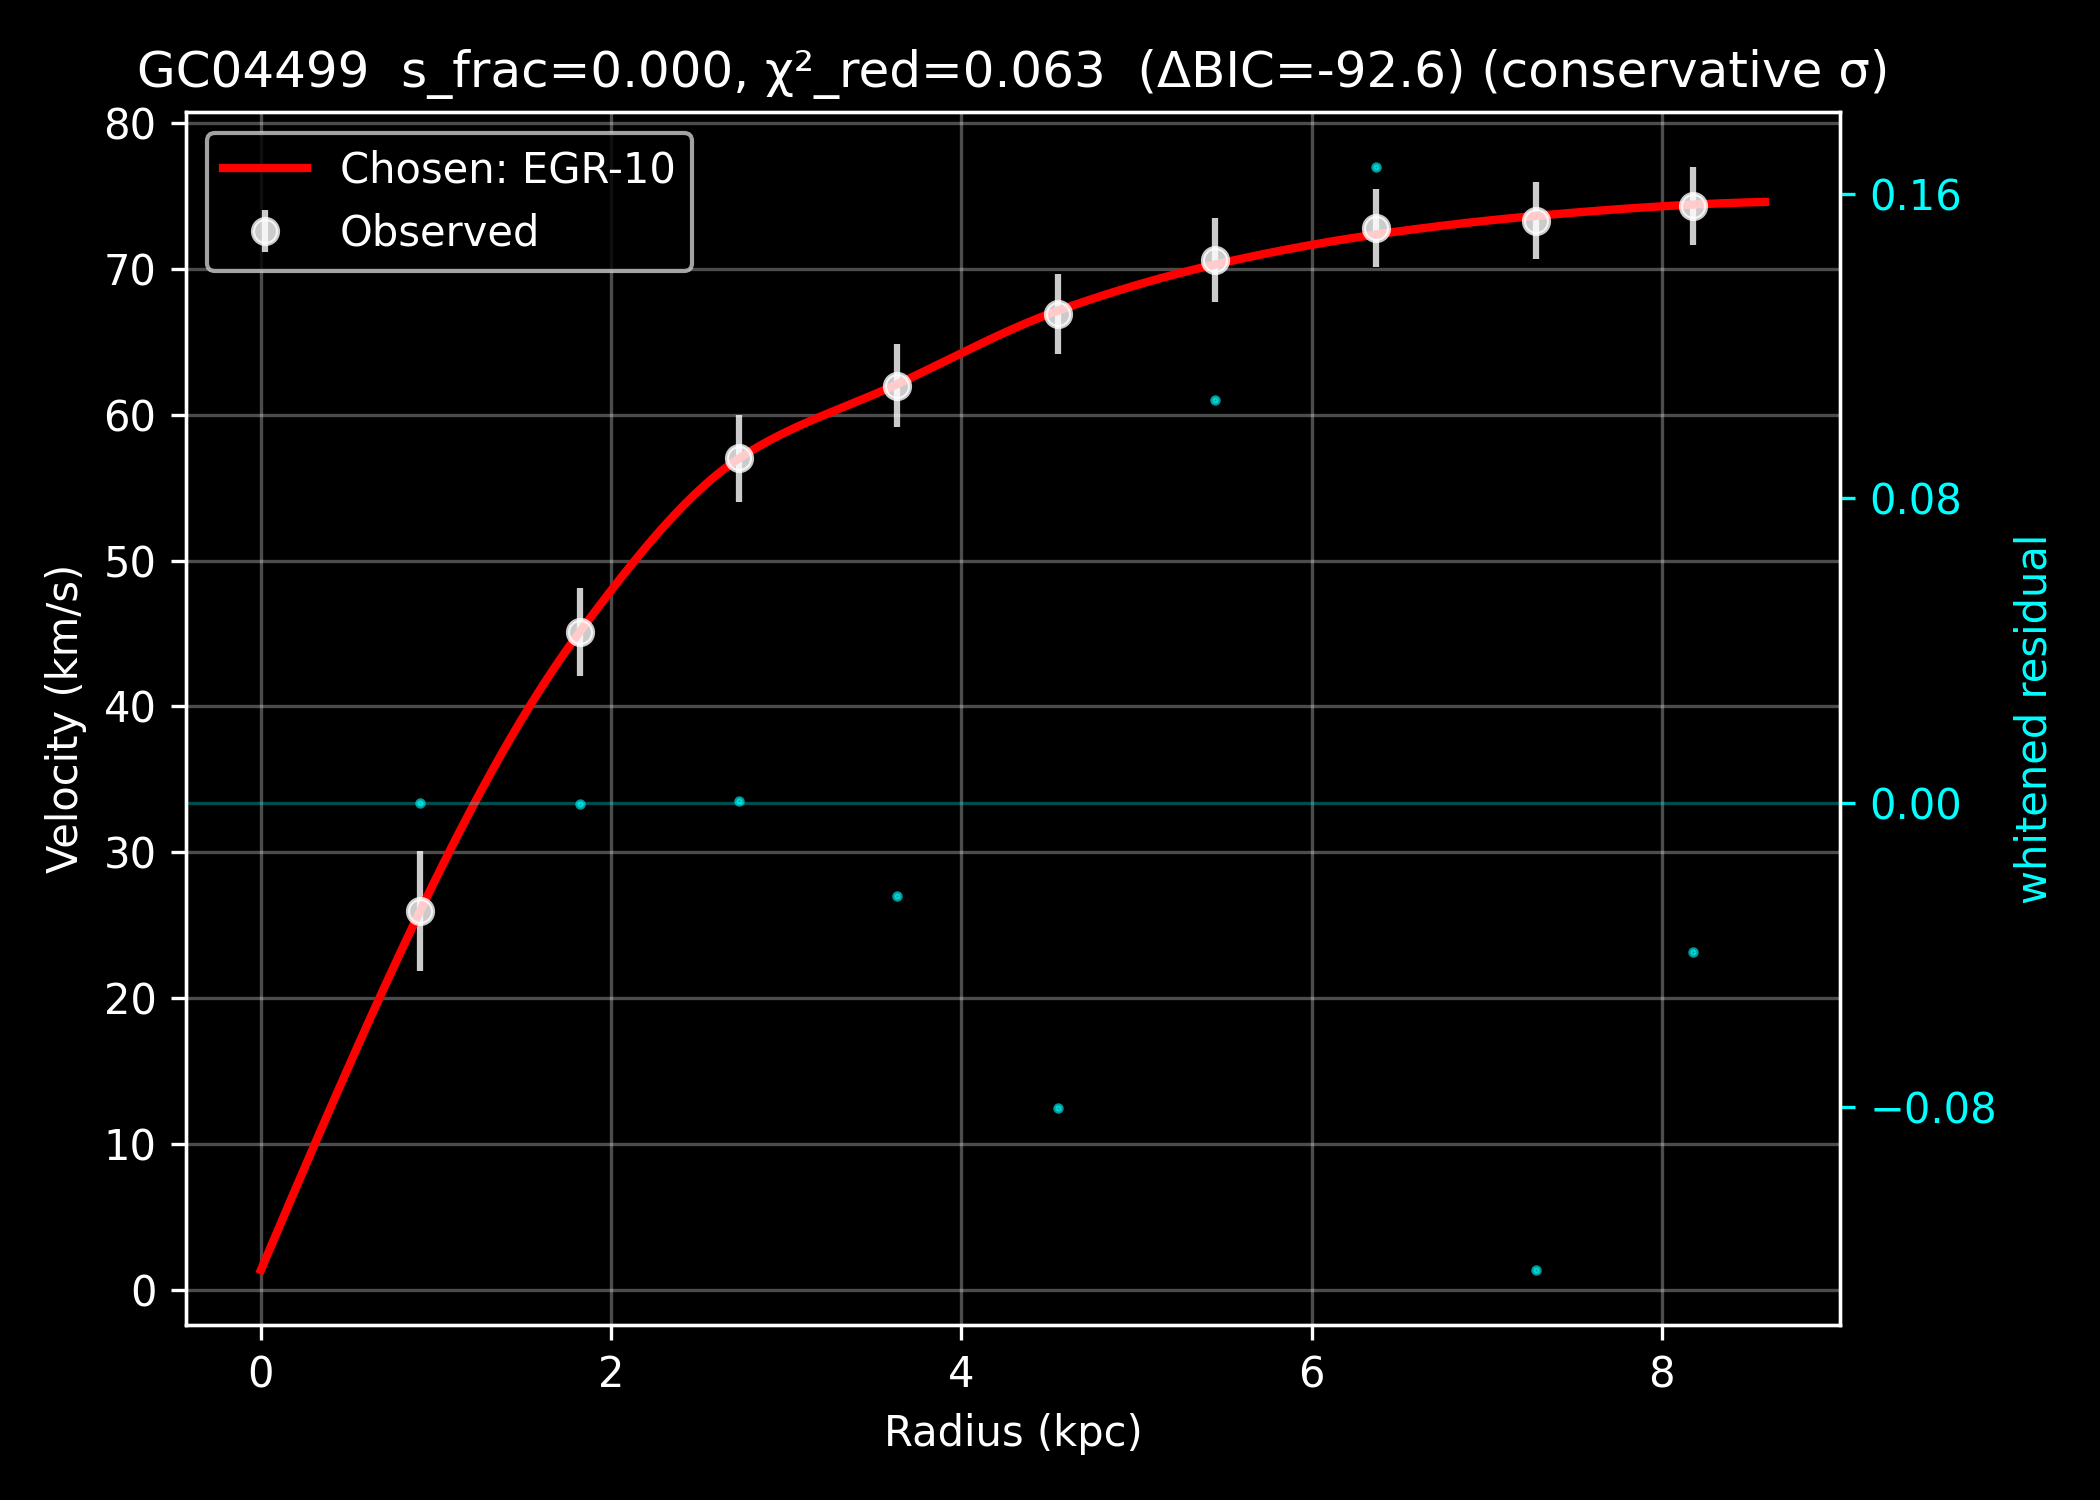 GC04499 s_frac=0.000, χ²_red=0.063 (ΔBIC=-92.6) (conservative σ)
Chosen: EGR-10
Observed
80
70
60
50
40
30
20
10
0
Velocity (km/s)
0 2 4 6 8
Radius (kpc)
0.16
0.08
0.00
−0.08
whitened residual